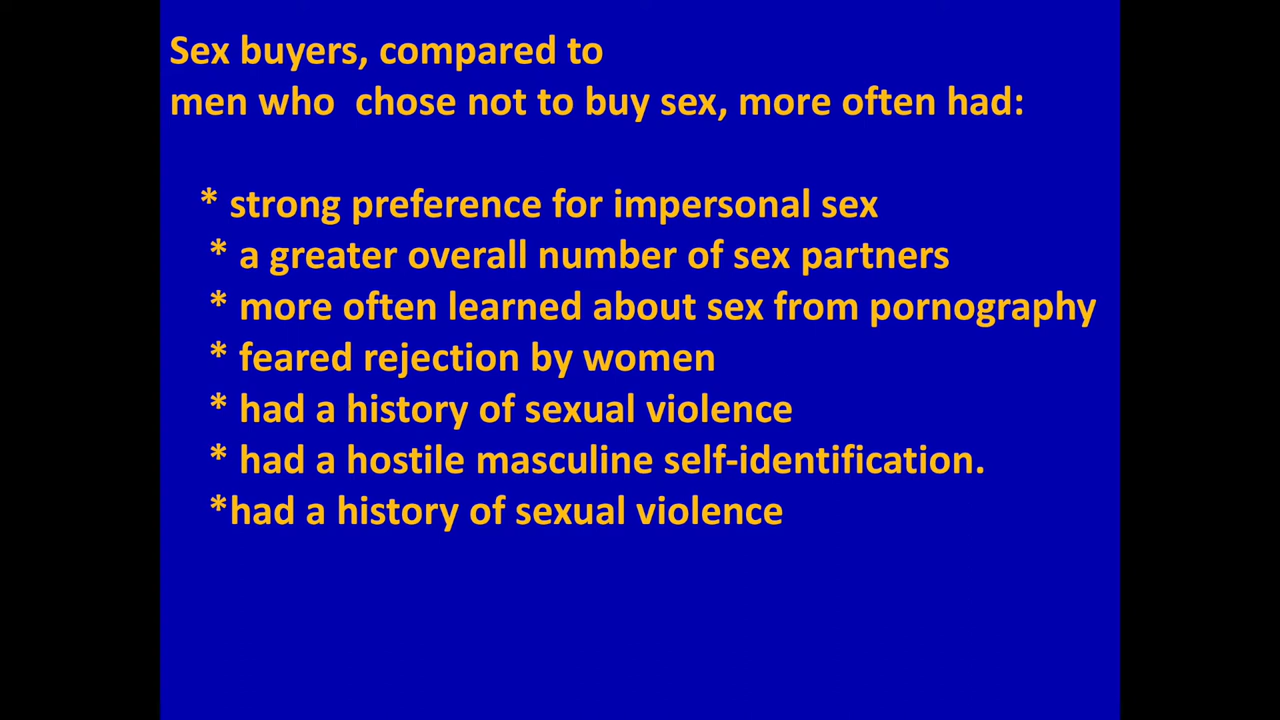 Sex buyers, compared to
men who  chose not to buy sex, more often had:
* strong preference for impersonal sex
* a greater overall number of sex partners
* more often learned about sex from pornography
* feared rejection by women
* had a history of sexual violence
* had a hostile masculine self-identification.
*had a history of sexual violence